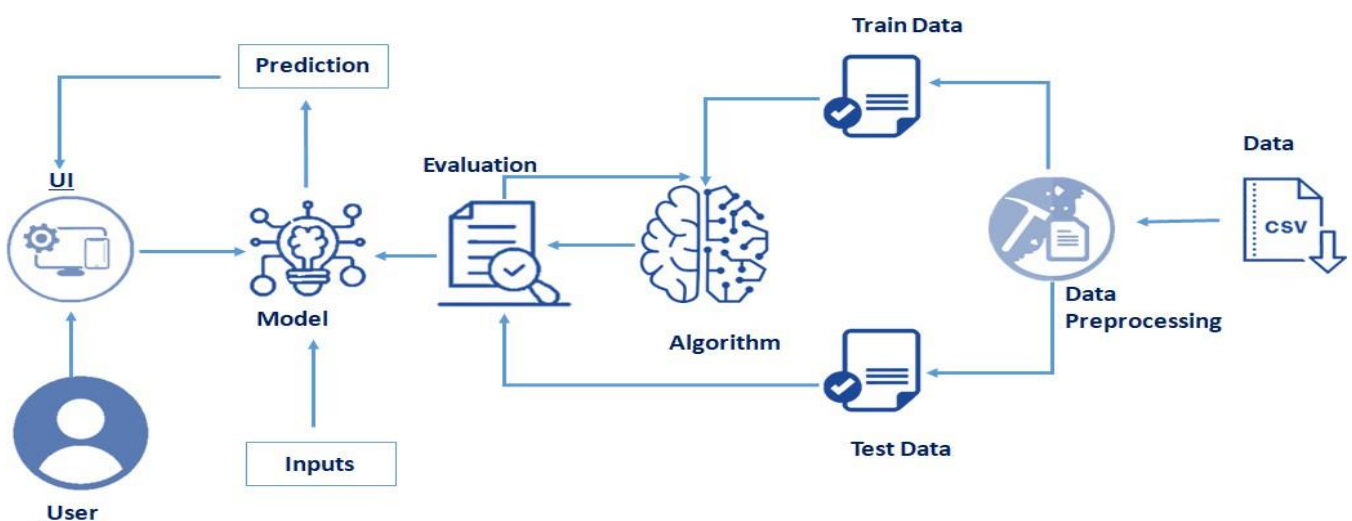 Train Data
Prediction
Data
Evaluation
UI
CSV
Data
Preprocessing
Model
Algorithm
Test Data
Inputs
User